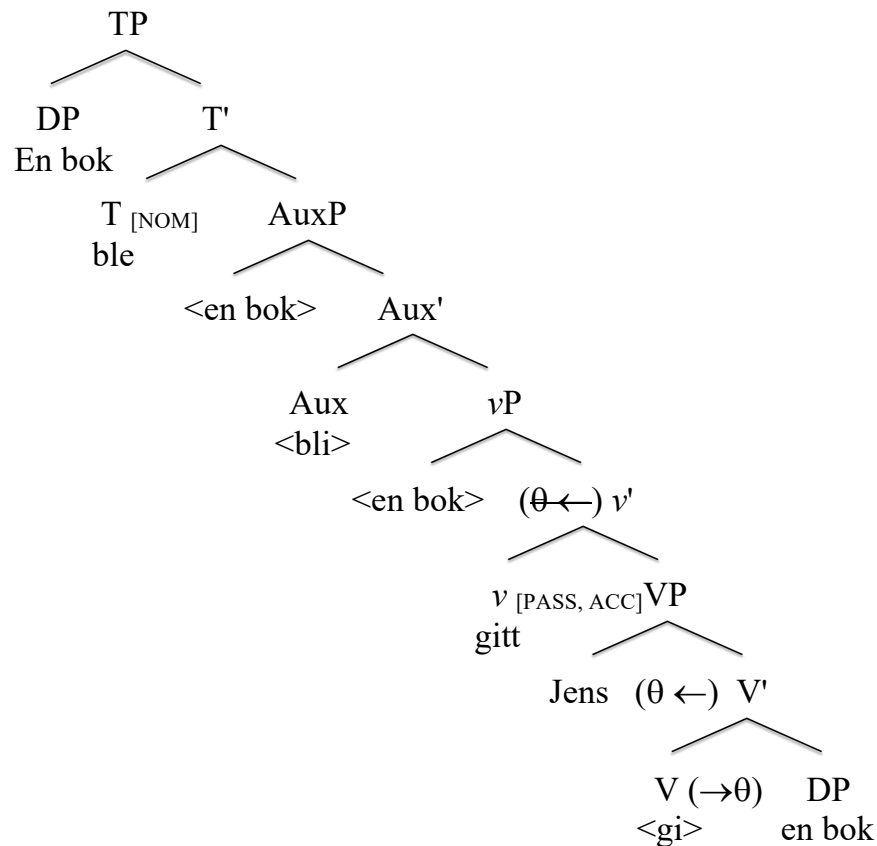 TP
DP T'
En bok
T [NOM] AuxP
ble
<en bok> Aux'
Aux vP
<bli>
<en bok> (θ ←) v'
v [PASS, ACC]VP
gitt
Jens (θ ←) V'
V (→θ) DP
<gi> en bok